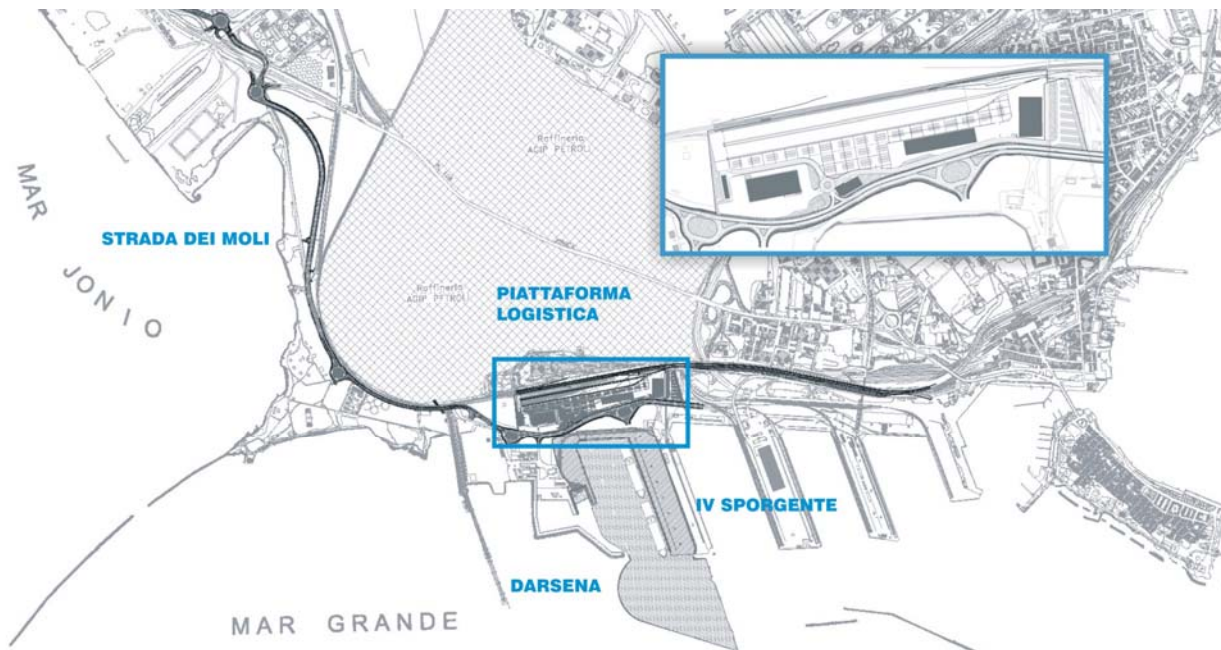 Raffineria
AGIP PETROLI
MAR
JONIO
STRADA DEI MOLI
Raffineria
AGIP PETROLI
PIATTAFORMA
LOGISTICA
IV SPORGENTE
DARSENA
MAR GRANDE